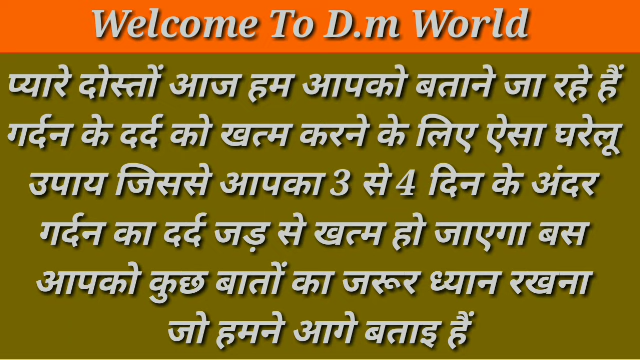 Welcome To D.m World
प्यारे दोस्तों आज हम आपको बताने जा रहे हैं
गर्दन के दर्द को खत्म करने के लिए ऐसा घरेलू
उपाय जिससे आपका 3 से 4 दिन के अंदर
गर्दन का दर्द जड़ से खत्म हो जाएगा बस
आपको कुछ बातों का जरूर ध्यान रखना
जो हमने आगे बताइ हैं